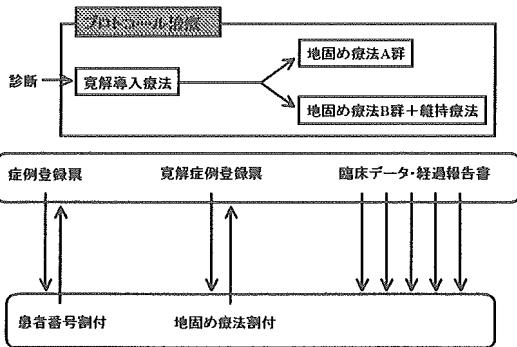 プロトコール治療
地固め療法A群
診断
寛解導入療法
地固め療法B群+維持療法
症例登録票
寛解症例登録票
臨床データ・経過報告書
患者番号割付
地固め療法割付